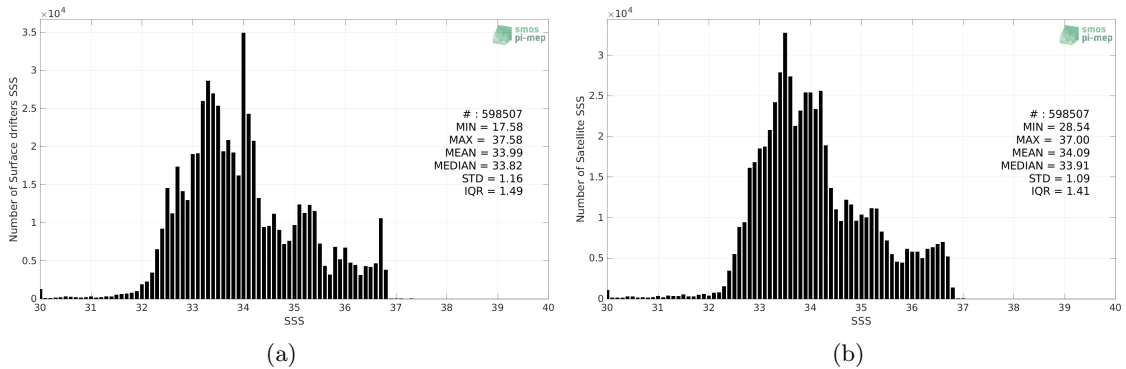 ×10⁴
3.5
3
2.5
2
1.5
1
0.5
0
Number of Surface drifters SSS
smos
pi-mep
# : 598507
MIN = 17.58
MAX = 37.58
MEAN = 33.99
MEDIAN = 33.82
STD = 1.16
IQR = 1.49
30 31 32 33 34 35 36 37 38 39 40
SSS
(a)
×10⁴
3
2.5
2
1.5
1
0.5
0
Number of Satellite SSS
smos
pi-mep
# : 598507
MIN = 28.54
MAX = 37.00
MEAN = 34.09
MEDIAN = 33.91
STD = 1.09
IQR = 1.41
30 31 32 33 34 35 36 37 38 39 40
SSS
(b)